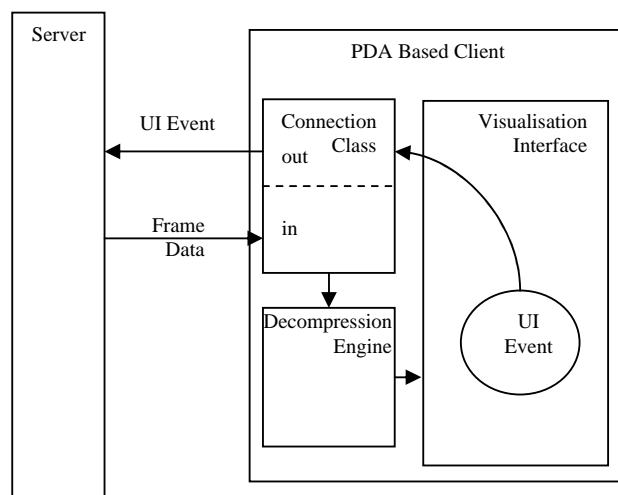 Server
PDA Based Client
UI Event
Connection
Class
out
in
Visualisation
Interface
Frame
Data
Decompression
Engine
UI
Event